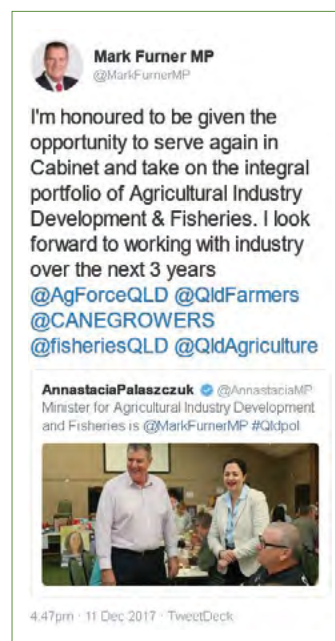 Mark Furner MP
@MarkFurnerMP
I'm honoured to be given the
opportunity to serve again in
Cabinet and take on the integral
portfolio of Agricultural Industry
Development & Fisheries. I look
forward to working with industry
over the next 3 years
@AgForceQLD @QldFarmers
@CANEGROWERS
@fisheriesQLD @QldAgriculture
AnnastaciaPalaszczuk @AnnastaciaMP
Minister for Agricultural Industry Development
and Fisheries is @MarkFurnerMP #Qldpol
4:47pm · 11 Dec 2017 · TweetDeck